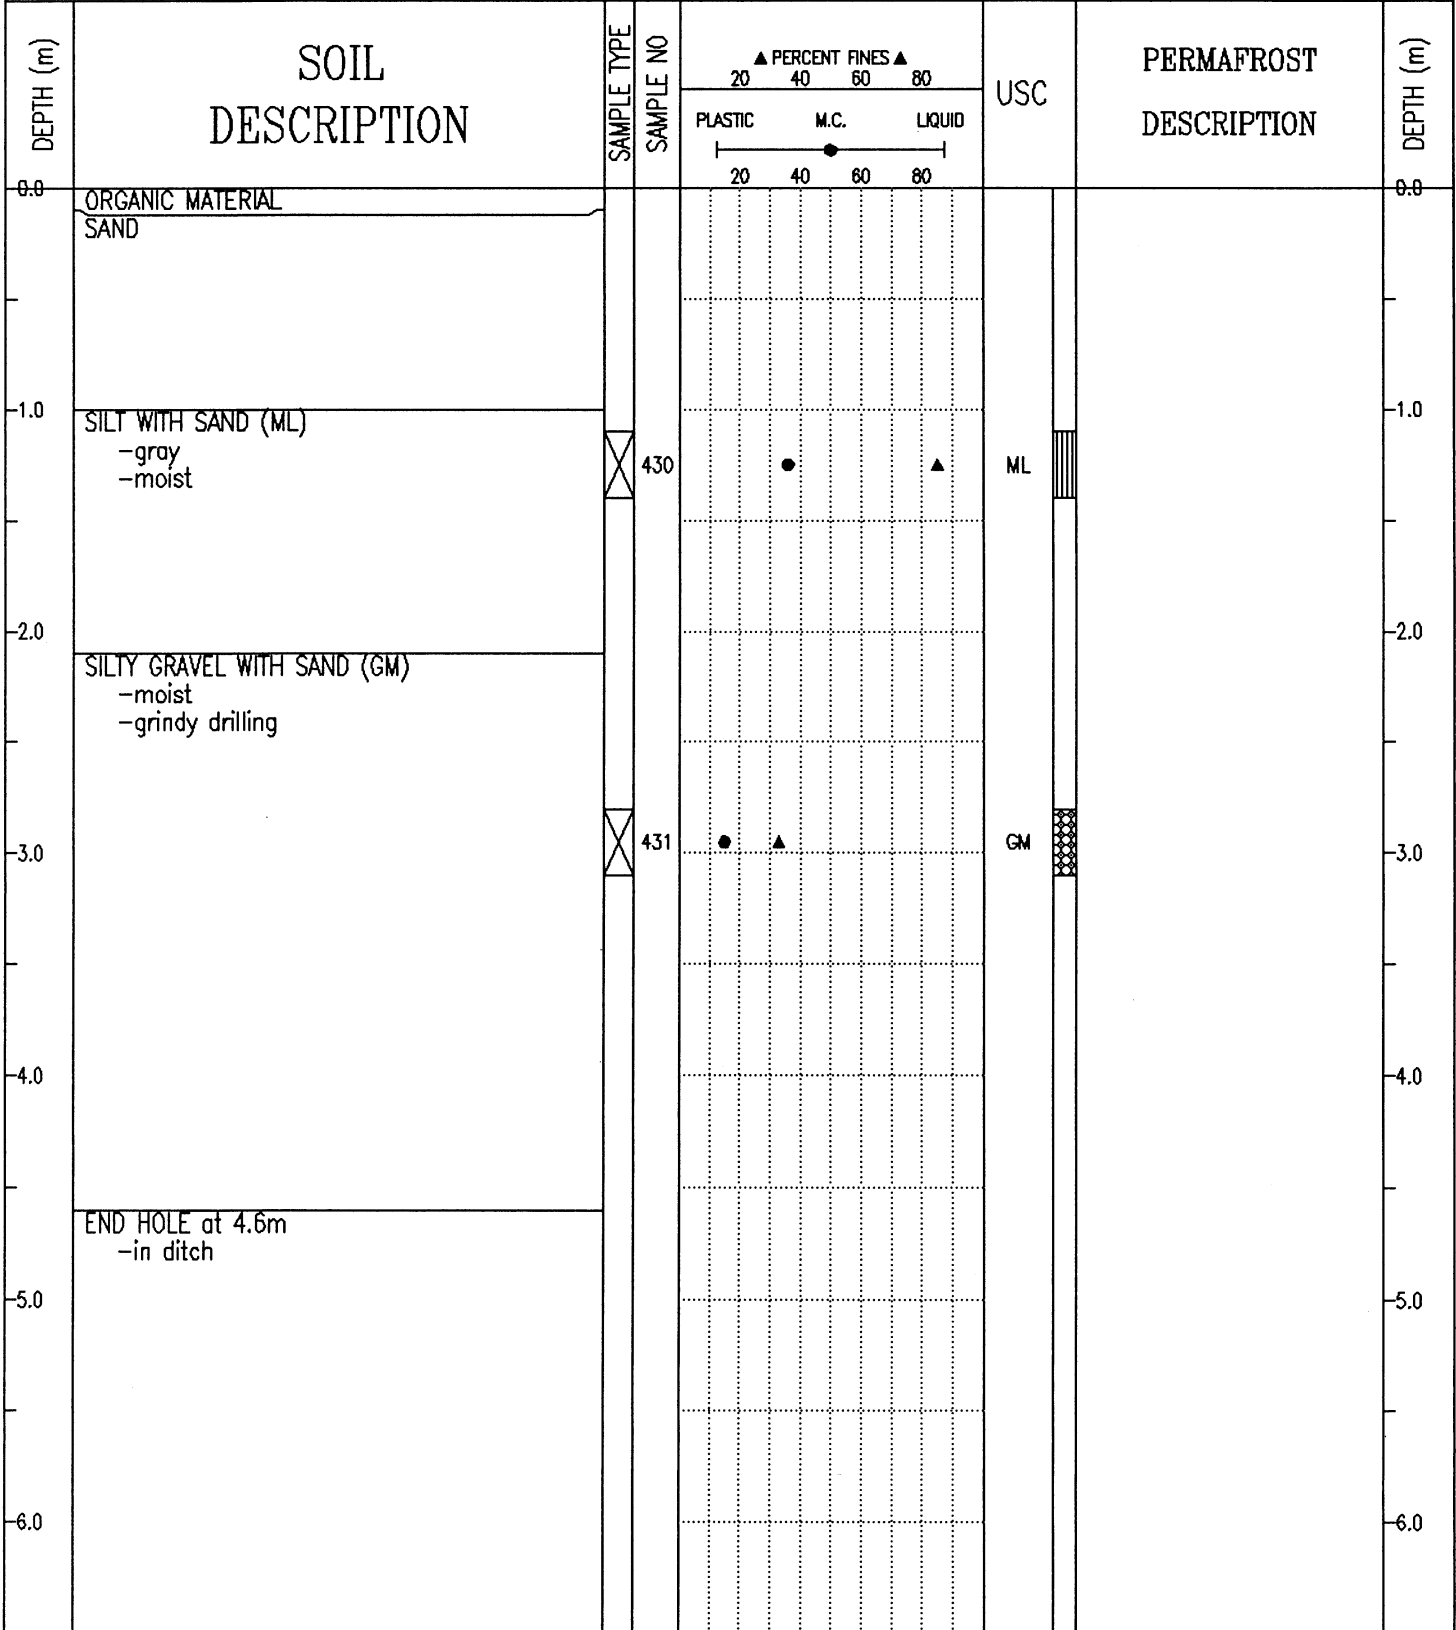 DEPTH (m)
SOIL
DESCRIPTION
SAMPLE TYPE
SAMPLE NO
▲ PERCENT FINES ▲
20 40 60 80
PLASTIC M.C. LIQUID
20 40 60 80
USC
PERMAFROST
DESCRIPTION
DEPTH (m)
0.0 0.0
ORGANIC MATERIAL
SAND
1.0 1.0
SILT WITH SAND (ML)
-gray
-moist
430 ML
2.0 2.0
SILTY GRAVEL WITH SAND (GM)
-moist
-grindy drilling
431 GM
3.0 3.0
4.0 4.0
END HOLE at 4.6m
-in ditch
5.0 5.0
6.0 6.0